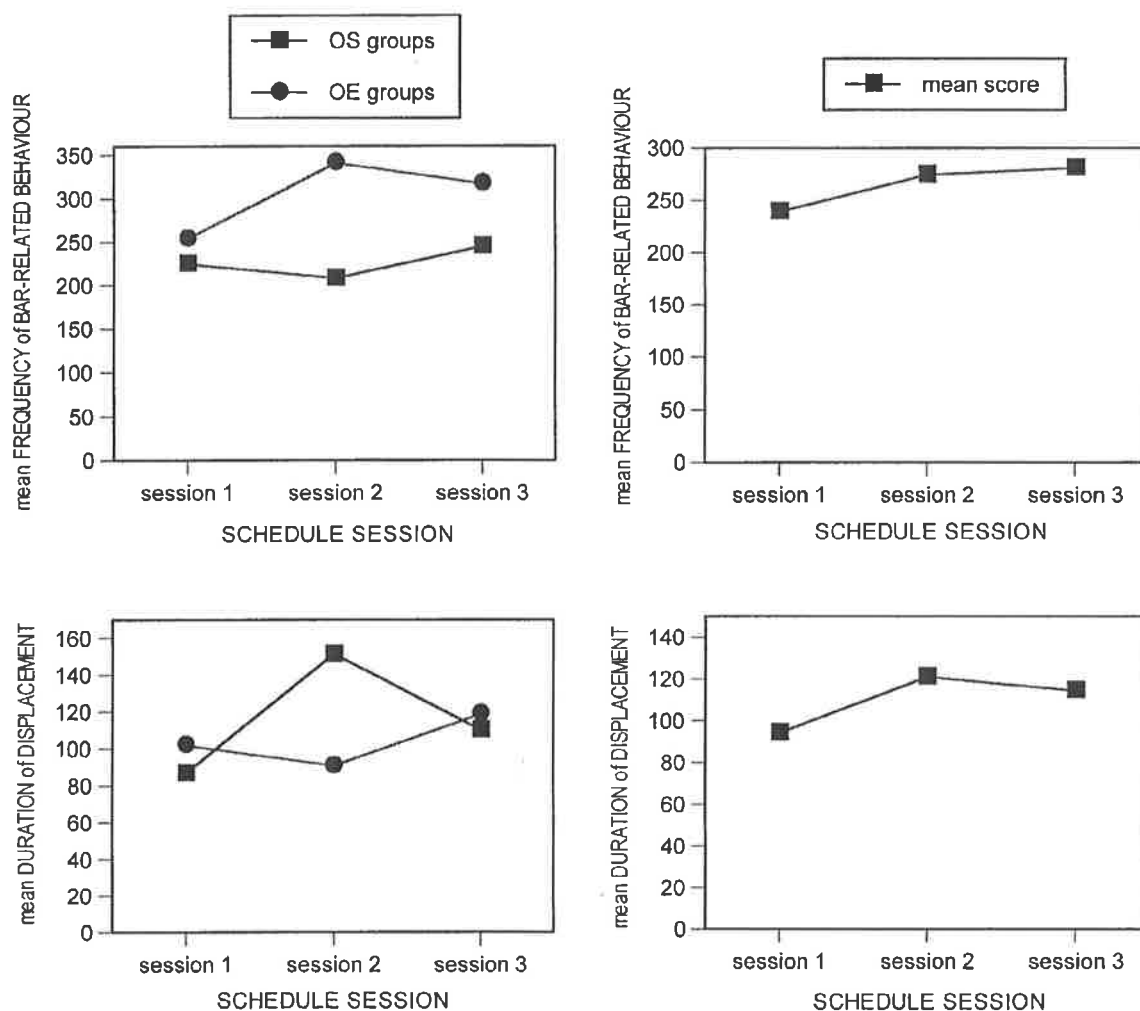 OS groups
OE groups
mean FREQUENCY of BAR-RELATED BEHAVIOUR
350
300
250
200
150
100
50
0
session 1 session 2 session 3
SCHEDULE SESSION
mean score
mean FREQUENCY of BAR-RELATED BEHAVIOUR
300
250
200
150
100
50
0
session 1 session 2 session 3
SCHEDULE SESSION
mean DURATION of DISPLACEMENT
160
140
120
100
80
60
40
20
0
session 1 session 2 session 3
SCHEDULE SESSION
mean DURATION of DISPLACEMENT
140
120
100
80
60
40
20
0
session 1 session 2 session 3
SCHEDULE SESSION